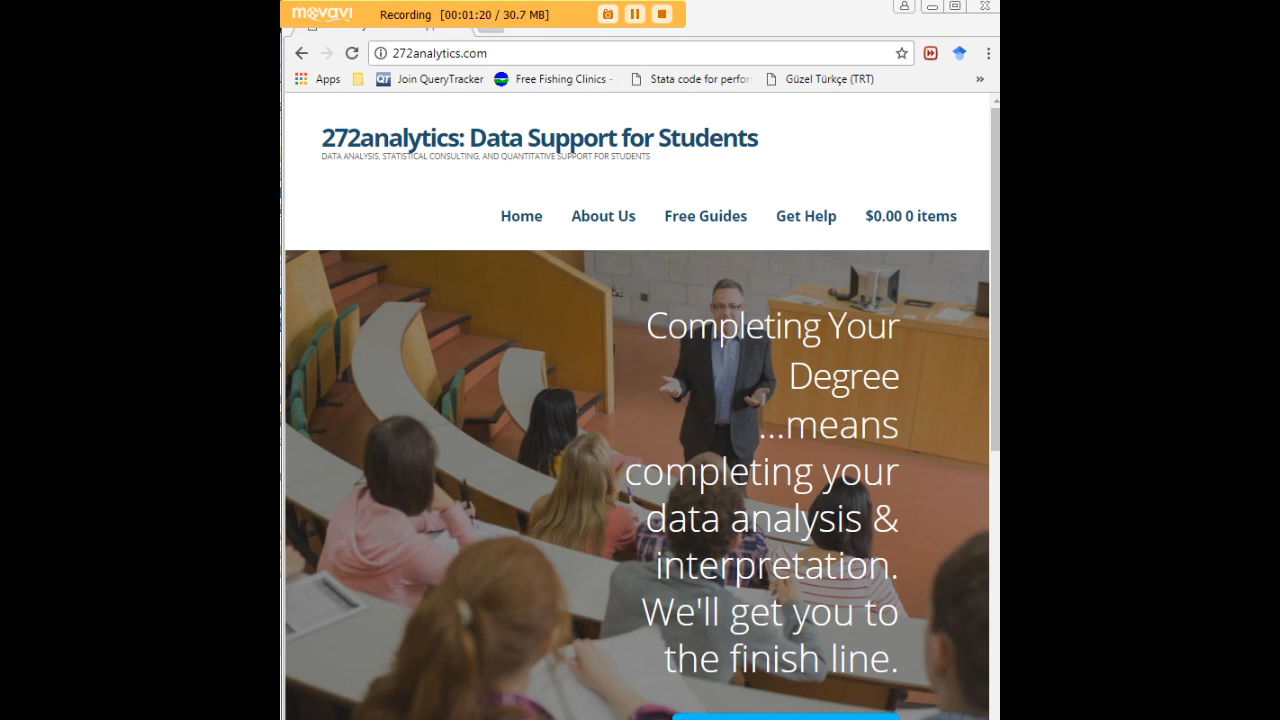 movavi
Recording [00:01:20 / 30.7 MB]
272analytics.com
Apps
QT Join QueryTracker
Free Fishing Clinics -
Stata code for perfor
Güzel Türkçe (TRT)
»
272analytics: Data Support for Students
DATA ANALYSIS, STATISTICAL CONSULTING, AND QUANTITATIVE SUPPORT FOR STUDENTS
Home About Us Free Guides Get Help $0.00 0 items
Completing Your
Degree
...means
completing your
data analysis &
interpretation.
We'll get you to
the finish line.